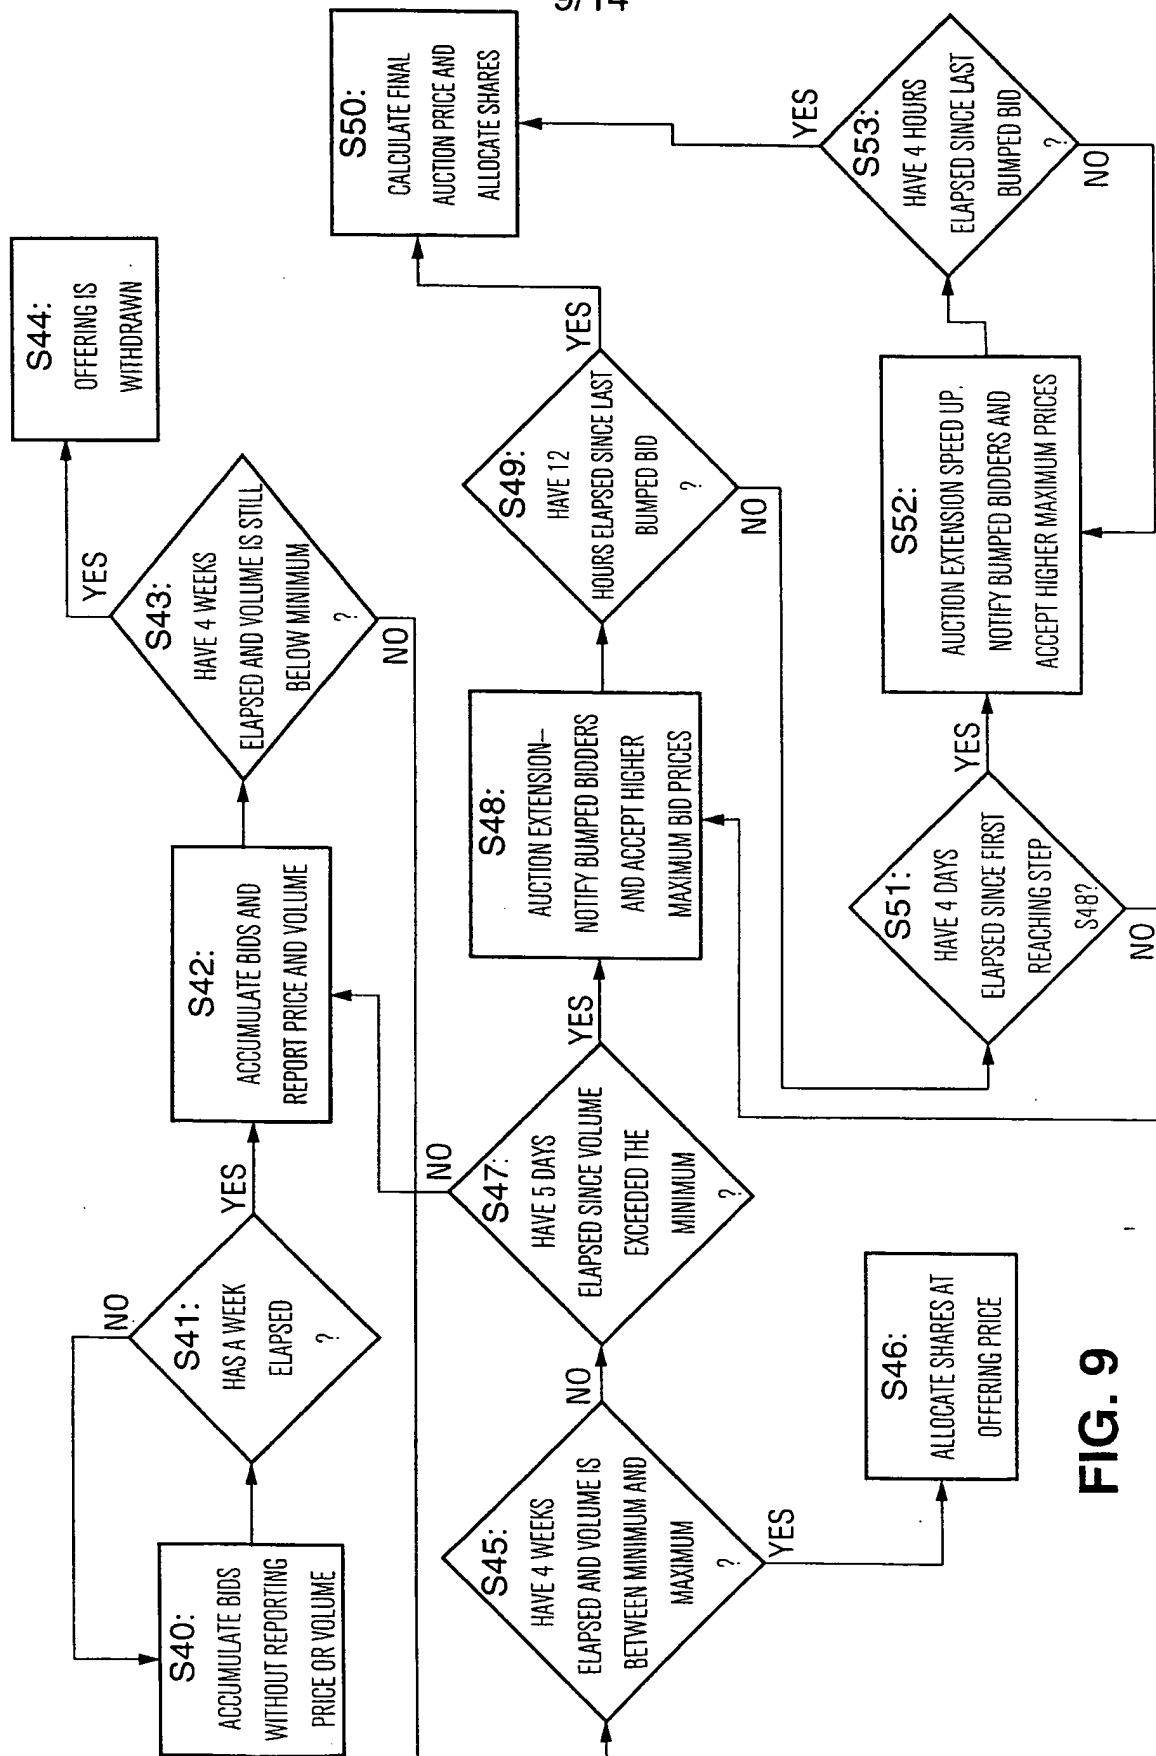 9/14
S40:
ACCUMULATE BIDS
WITHOUT REPORTING
PRICE OR VOLUME
S41:
HAS A WEEK
ELAPSED
?
NO
YES
S42:
ACCUMULATE BIDS AND
REPORT PRICE AND VOLUME
S43:
HAVE 4 WEEKS
ELAPSED AND VOLUME IS STILL
BELOW MINIMUM
?
YES
NO
S44:
OFFERING IS
WITHDRAWN
S45:
HAVE 4 WEEKS
ELAPSED AND VOLUME IS
BETWEEN MINIMUM AND
MAXIMUM
?
NO
YES
S46:
ALLOCATE SHARES AT
OFFERING PRICE
S47:
HAVE 5 DAYS
ELAPSED SINCE VOLUME
EXCEEDED THE
MINIMUM
?
NO
YES
S48:
AUCTION EXTENSION–
NOTIFY BUMPED BIDDERS
AND ACCEPT HIGHER
MAXIMUM BID PRICES
S49:
HAVE 12
HOURS ELAPSED SINCE LAST
BUMPED BID
?
YES
NO
S50:
CALCULATE FINAL
AUCTION PRICE AND
ALLOCATE SHARES
S51:
HAVE 4 DAYS
ELAPSED SINCE FIRST
REACHING STEP
S48?
YES
NO
S52:
AUCTION EXTENSION SPEED UP.
NOTIFY BUMPED BIDDERS AND
ACCEPT HIGHER MAXIMUM PRICES
S53:
HAVE 4 HOURS
ELAPSED SINCE LAST
BUMPED BID
?
YES
NO
FIG. 9